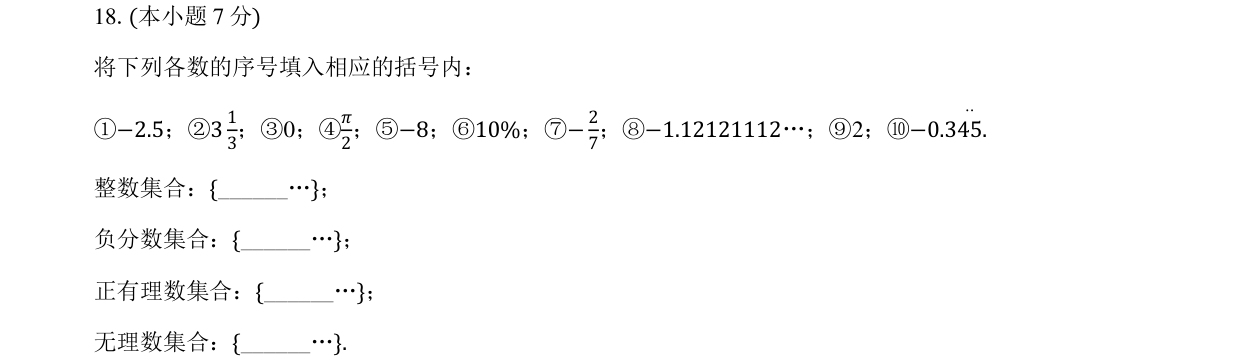 18. (本小题 7 分)
将下列各数的序号填入相应的括号内：
①−2.5；②3 1/3；③0；④π/2；⑤−8；⑥10%；⑦−2/7；⑧−1.12121112⋯；⑨2；⑩−0.34̈5.
整数集合：{______⋯}；
负分数集合：{______⋯}；
正有理数集合：{______⋯}；
无理数集合：{______⋯}.